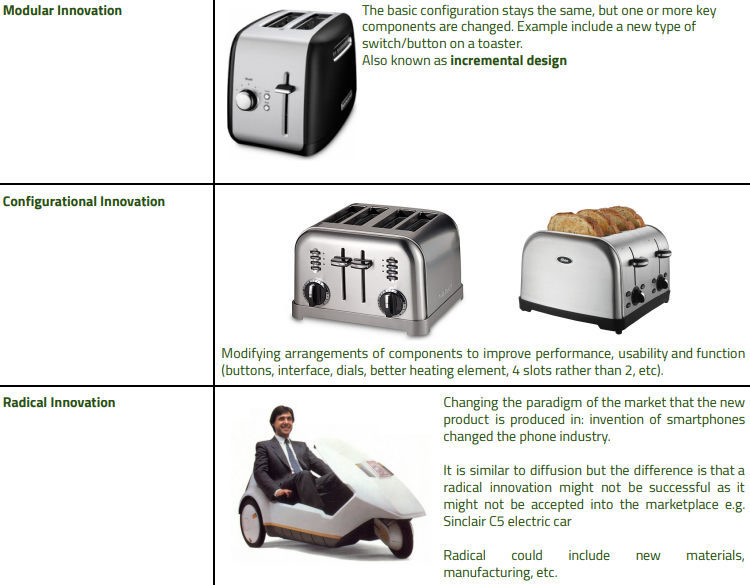 Modular Innovation
The basic configuration stays the same, but one or more key
components are changed. Example include a new type of
switch/button on a toaster.
Also known as incremental design
Configurational Innovation
Modifying arrangements of components to improve performance, usability and function
(buttons, interface, dials, better heating element, 4 slots rather than 2, etc).
Radical Innovation
Changing the paradigm of the market that the new
product is produced in: invention of smartphones
changed the phone industry.
It is similar to diffusion but the difference is that a
radical innovation might not be successful as it
might not be accepted into the marketplace e.g.
Sinclair C5 electric car
Radical could include new materials,
manufacturing, etc.